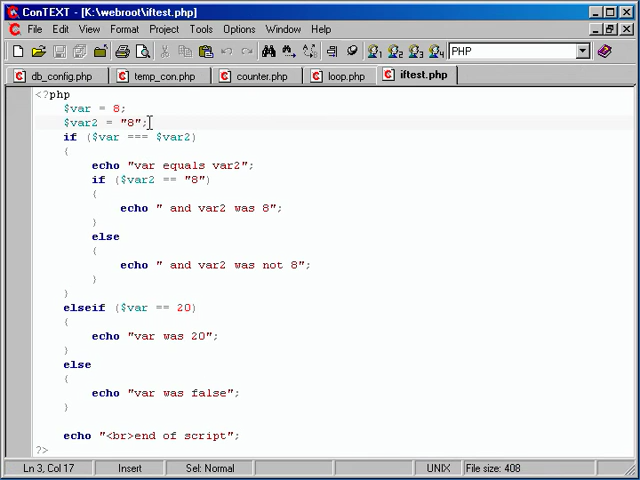 ConTEXT - [K:\webroot\iftest.php]
File Edit View Format Project Tools Options Window Help
1 2 3 4 PHP
db_config.php temp_con.php counter.php loop.php iftest.php
<?php
$var = 8;
$var2 = "8";
if ($var === $var2)
{
echo "var equals var2";
if ($var2 == "8")
{
echo " and var2 was 8";
}
else
{
echo " and var2 was not 8";
}
}
elseif ($var == 20)
{
echo "var was 20";
}
else
{
echo "var was false";
}
echo "<br>end of script";
?>
Ln 3, Col 17 Insert Sel: Normal UNIX File size: 408